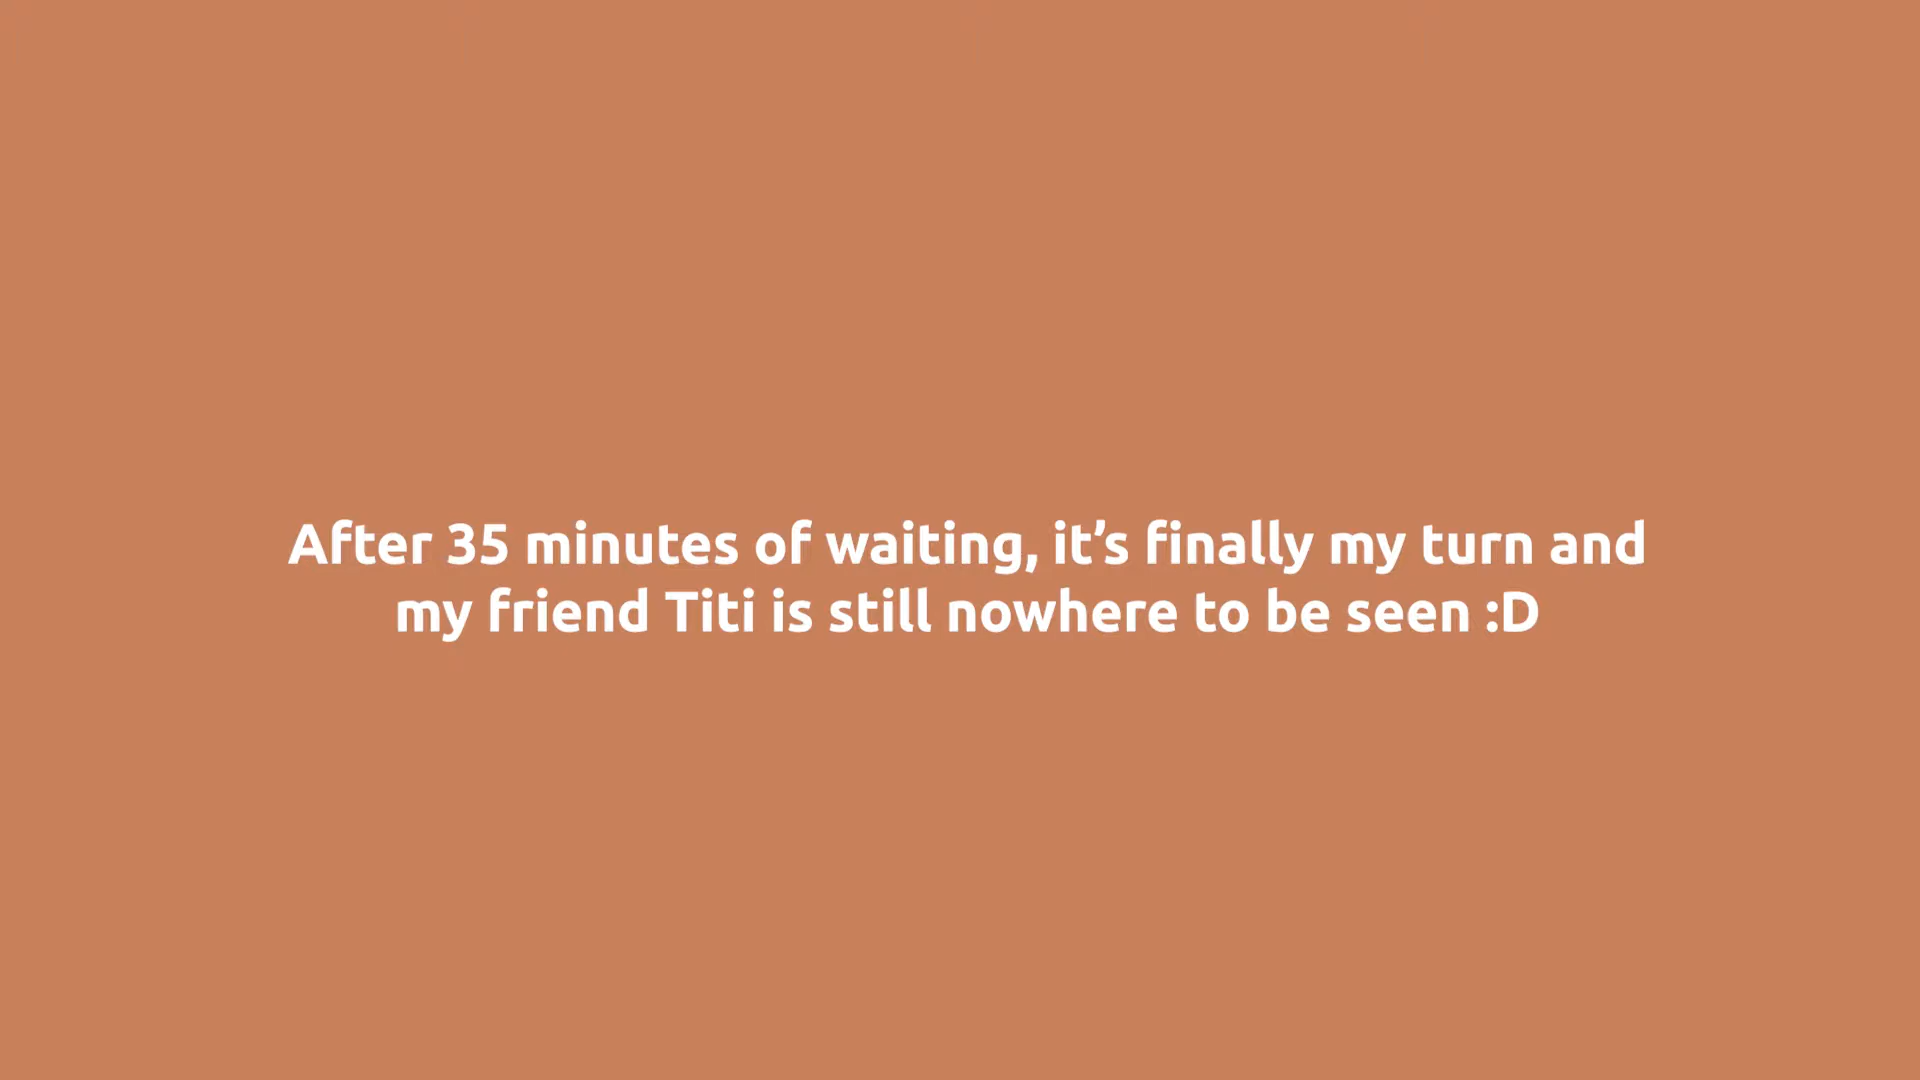 After 35 minutes of waiting, it’s finally my turn and
my friend Titi is still nowhere to be seen :D